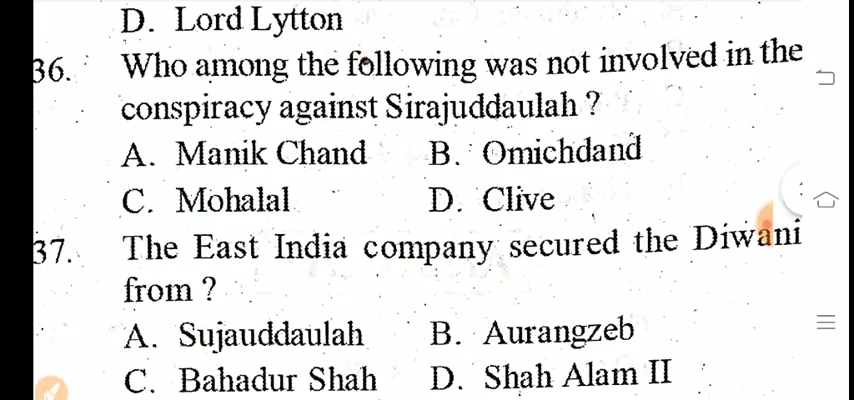 D. Lord Lytton
36. Who among the following was not involved in the
conspiracy against Sirajuddaulah ?
A. Manik Chand B. Omichdand
C. Mohalal D. Clive
37. The East India company secured the Diwani
from ?
A. Sujauddaulah B. Aurangzeb
C. Bahadur Shah D. Shah Alam II